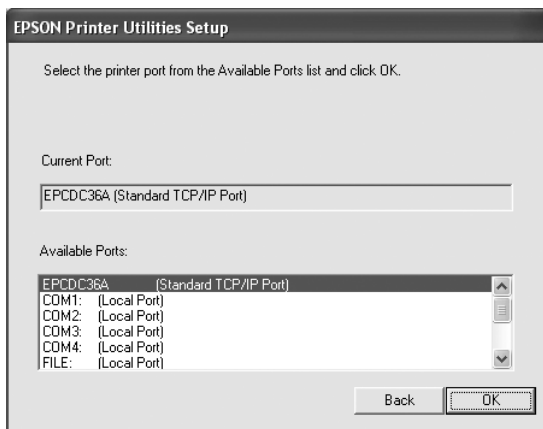 EPSON Printer Utilities Setup
Select the printer port from the Available Ports list and click OK.
Current Port:
EPCDC36A (Standard TCP/IP Port)
Available Ports:
EPCDC36A (Standard TCP/IP Port)
COM1: (Local Port)
COM2: (Local Port)
COM3: (Local Port)
COM4: (Local Port)
FILE: (Local Port)
Back OK